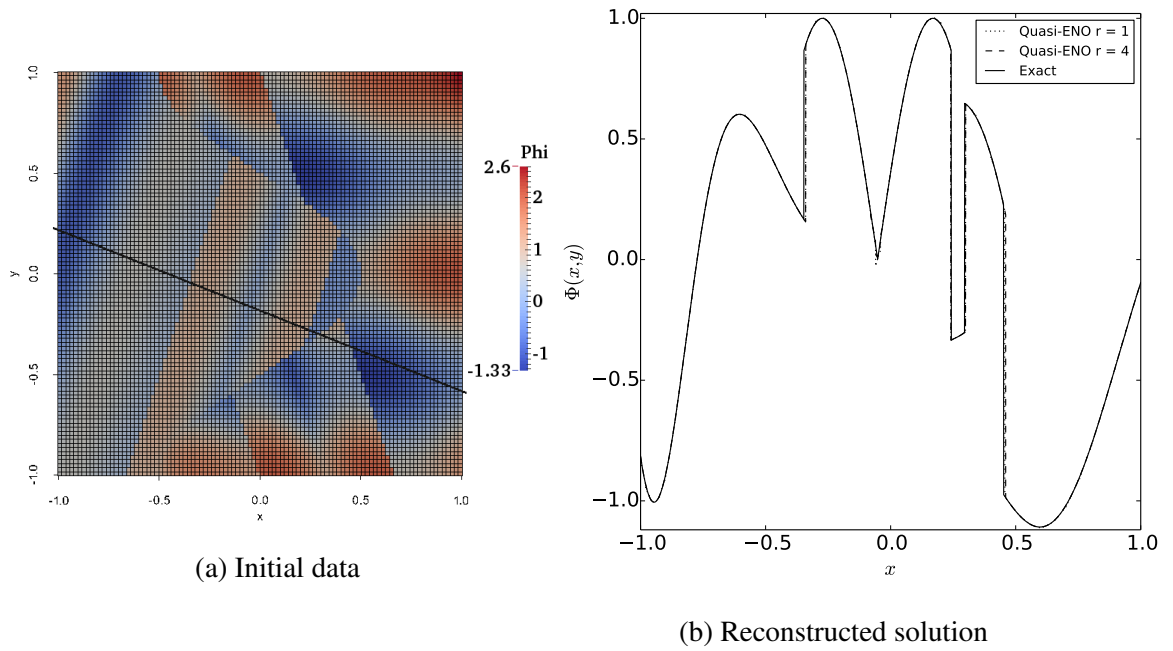 1.0
0.5
0.0
-0.5
-1.0
y
-1.0 -0.5 0.0 0.5 1.0
x
Phi
2.6
2
1
0
-1
-1.33
(a) Initial data
1.0
0.5
0.0
−0.5
−1.0
Φ(x,y)
−1.0 −0.5 0.0 0.5 1.0
x
Quasi-ENO r = 1
Quasi-ENO r = 4
Exact
(b) Reconstructed solution